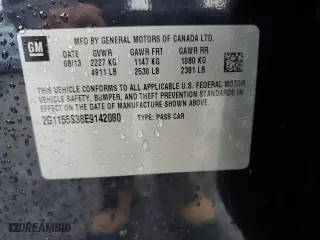 GM
MFD BY GENERAL MOTORS OF CANADA LTD.
DATE GVWR GAWR FRT GAWR RR
08/13 2227 KG 1147 KG 1080 KG
4911 LB 2530 LB 2381 LB
THIS VEHICLE CONFORMS TO ALL APPLICABLE U.S. FEDERAL MOTOR
VEHICLE SAFETY, BUMPER, AND THEFT PREVENTION STANDARDS IN
EFFECT ON THE DATE OF MANUFACTURE SHOWN ABOVE.
2G1155S38E9142080 TYPE: PASS CAR
DREAMBID